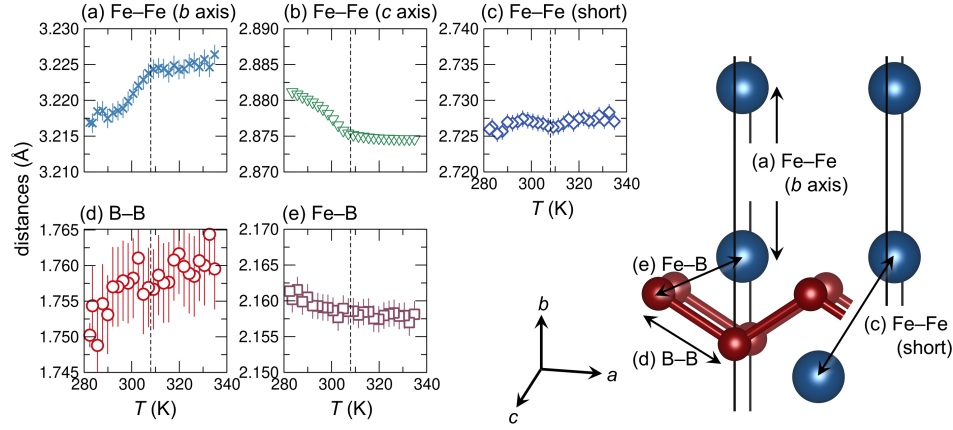 (a) Fe–Fe (b axis)
(b) Fe–Fe (c axis)
(c) Fe–Fe (short)
distances (Å)
3.230
3.225
3.220
3.215
3.210
2.890
2.885
2.880
2.875
2.870
2.740
2.735
2.730
2.725
2.720
280 300 320 340
T (K)
(d) B–B
(e) Fe–B
1.765
1.760
1.755
1.750
1.745
280 300 320 340
T (K)
2.170
2.165
2.160
2.155
2.150
280 300 320 340
T (K)
(a) Fe–Fe
(b axis)
(e) Fe–B
(d) B–B
(c) Fe–Fe
(short)
b
a
c